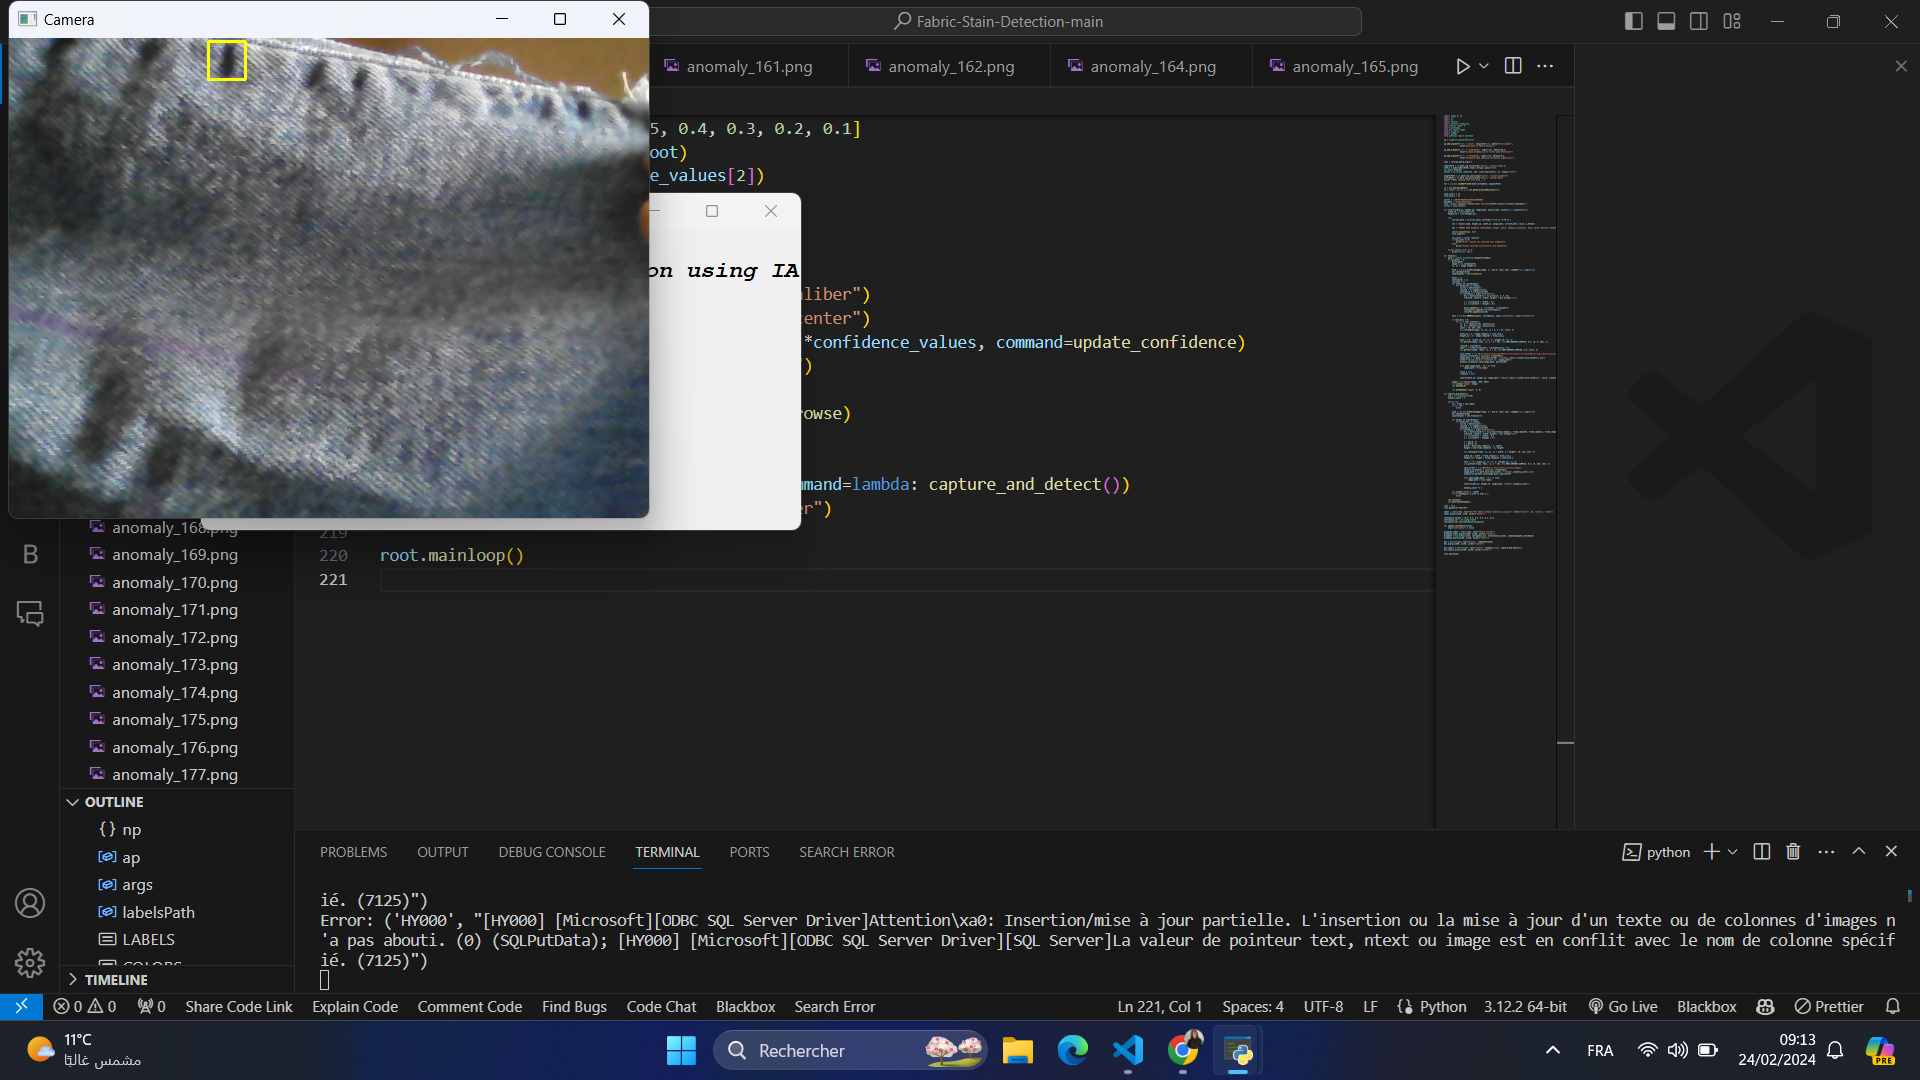 Camera
Fabric-Stain-Detection-main
anomaly_161.png
anomaly_162.png
anomaly_164.png
anomaly_165.png
5, 0.4, 0.3, 0.2, 0.1]
oot)
e_values[2])
on using IA
aliber")
center")
*confidence_values, command=update_confidence)
)
rowse)
mmand=lambda: capture_and_detect())
er")
219
220 root.mainloop()
221
anomaly_168.png
anomaly_169.png
anomaly_170.png
anomaly_171.png
anomaly_172.png
anomaly_173.png
anomaly_174.png
anomaly_175.png
anomaly_176.png
anomaly_177.png
OUTLINE
{} np
ap
args
labelsPath
LABELS
COLORS
TIMELINE
PROBLEMS OUTPUT DEBUG CONSOLE TERMINAL PORTS SEARCH ERROR
python
ié. (7125)")
Error: ('HY000', "[HY000] [Microsoft][ODBC SQL Server Driver]Attention\xa0: Insertion/mise à jour partielle. L'insertion ou la mise à jour d'un texte ou de colonnes d'images n
'a pas abouti. (0) (SQLPutData); [HY000] [Microsoft][ODBC SQL Server Driver][SQL Server]La valeur de pointeur text, ntext ou image est en conflit avec le nom de colonne spécif
ié. (7125)")
0 0 0 Share Code Link Explain Code Comment Code Find Bugs Code Chat Blackbox Search Error
Ln 221, Col 1 Spaces: 4 UTF-8 LF {} Python 3.12.2 64-bit Go Live Blackbox Prettier
11°C
مشمس غالبًا
Rechercher
FRA
09:13
24/02/2024
PRE